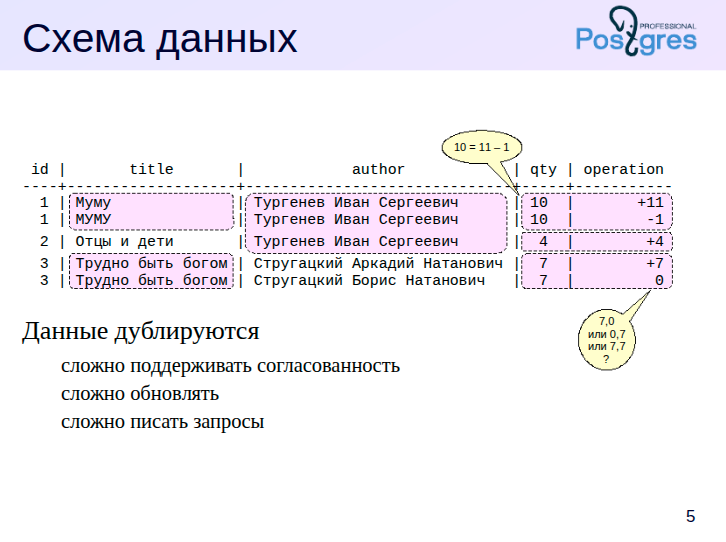 Схема данных
PROFESSIONAL
Postgres
10 = 11 – 1
id | title | author | qty | operation
----+-------------------+------------------------------+-----+-----------
1 | Муму | Тургенев Иван Сергеевич | 10 | +11
1 | МУМУ | Тургенев Иван Сергеевич | 10 | -1
2 | Отцы и дети | Тургенев Иван Сергеевич | 4 | +4
3 | Трудно быть богом | Стругацкий Аркадий Натанович | 7 | +7
3 | Трудно быть богом | Стругацкий Борис Натанович | 7 | 0
7,0
или 0,7
или 7,7
?
Данные дублируются
сложно поддерживать согласованность
сложно обновлять
сложно писать запросы
5